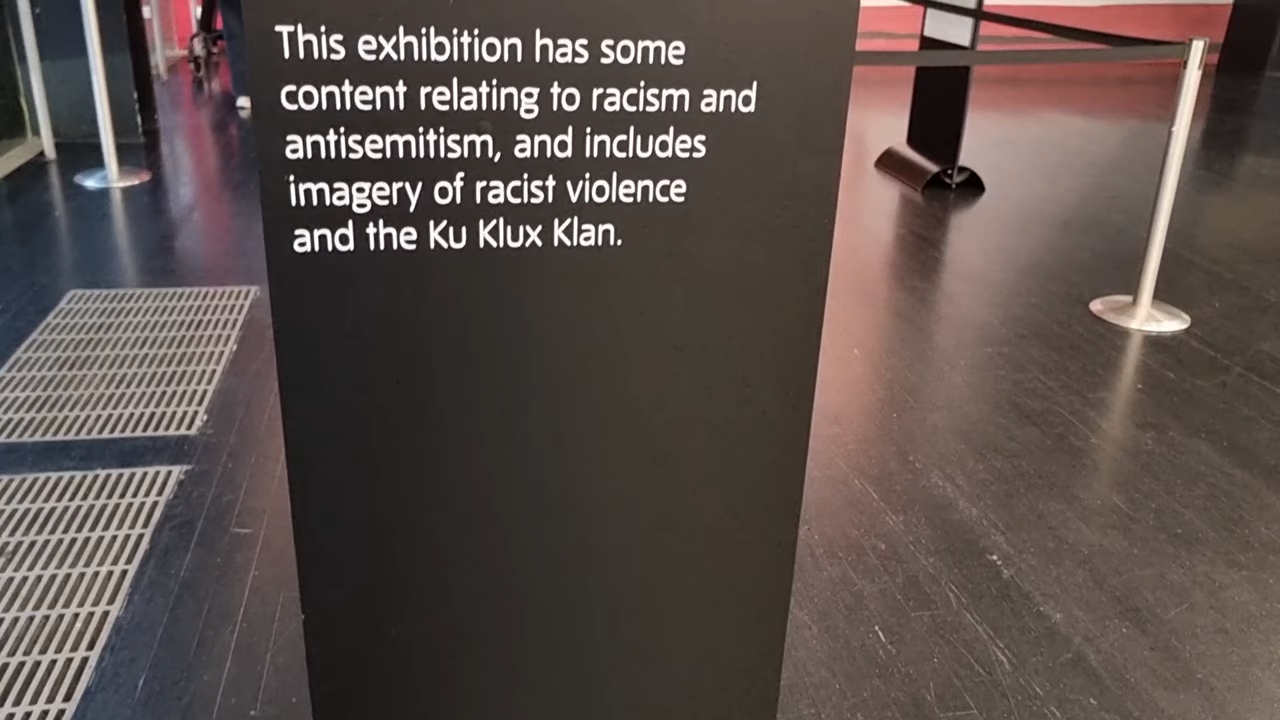 This exhibition has some
content relating to racism and
antisemitism, and includes
imagery of racist violence
and the Ku Klux Klan.